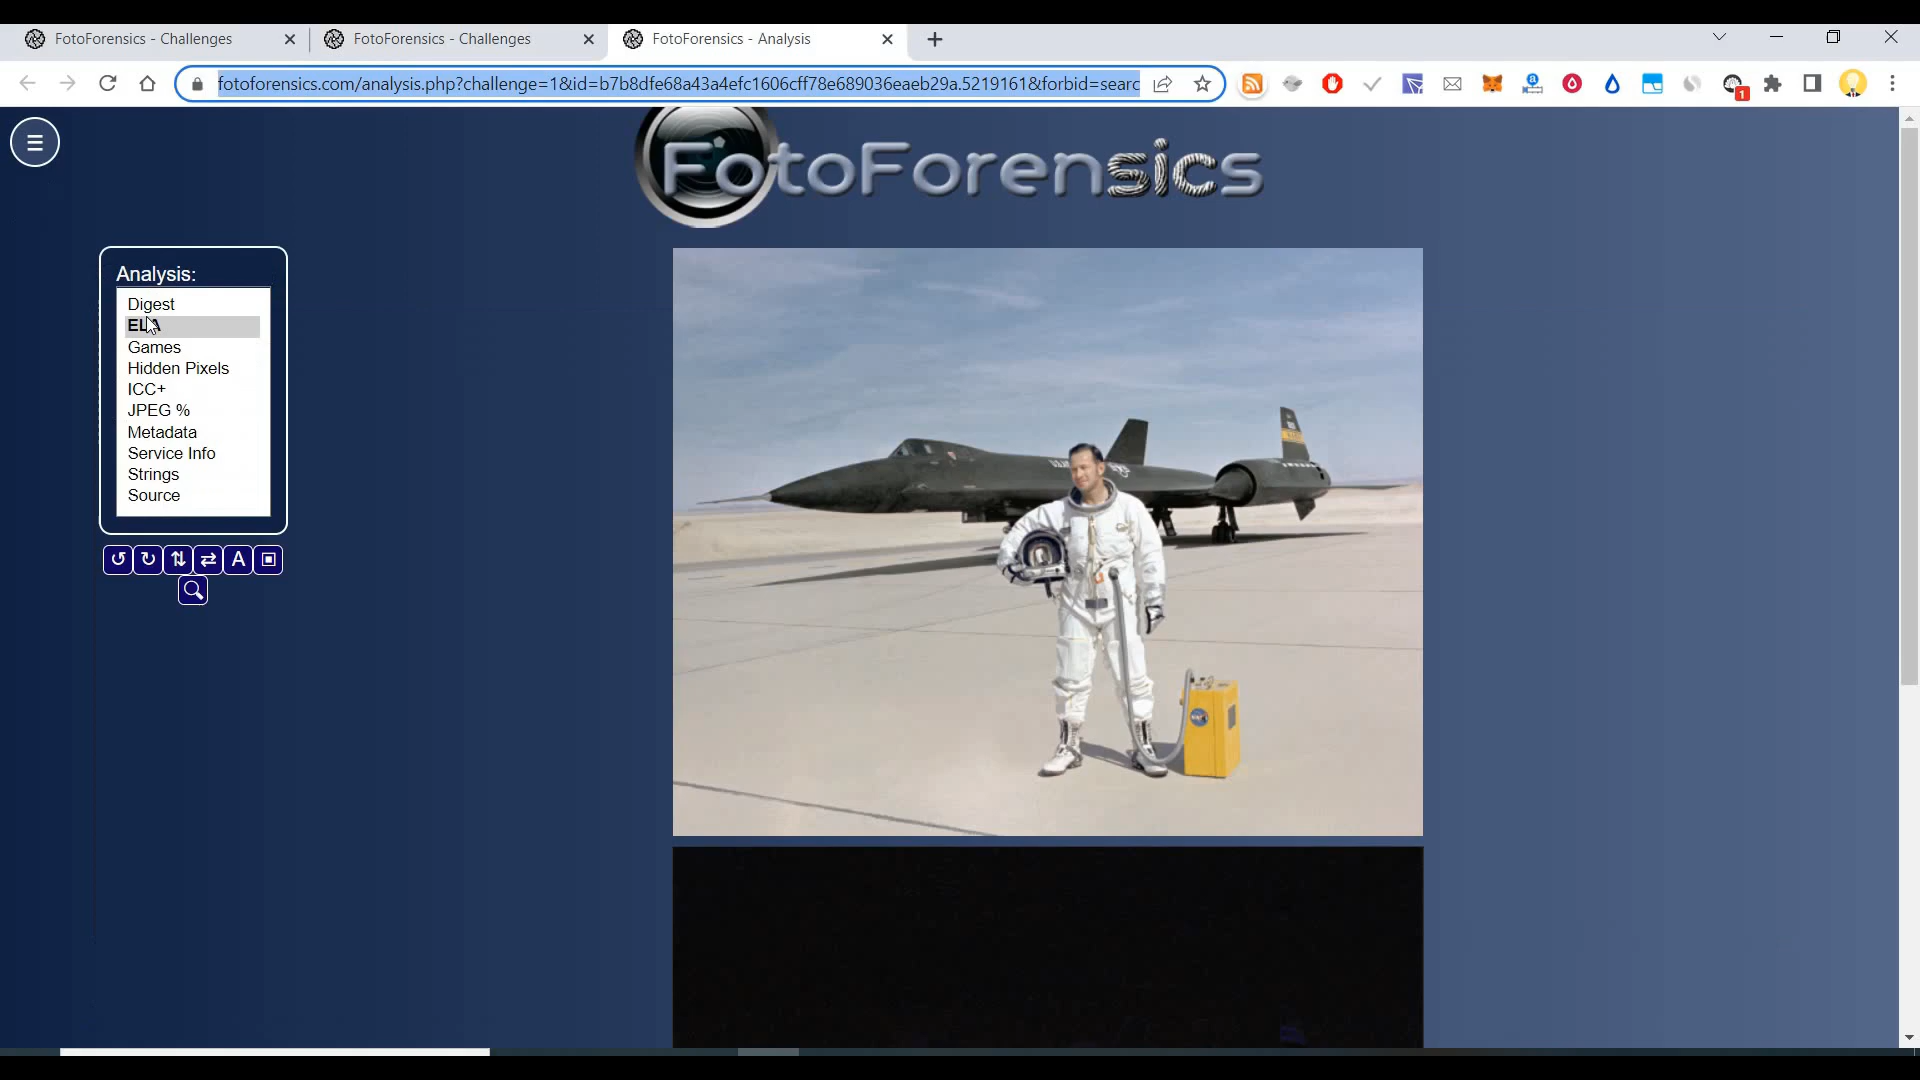 FotoForensics - Challenges
FotoForensics - Challenges
FotoForensics - Analysis
fotoforensics.com/analysis.php?challenge=1&id=b7b8dfe68a43a4efc1606cff78e689036eaeb29a.5219161&forbid=searc
1
FotoForensics
Analysis:
Digest
ELA
Games
Hidden Pixels
ICC+
JPEG %
Metadata
Service Info
Strings
Source
A